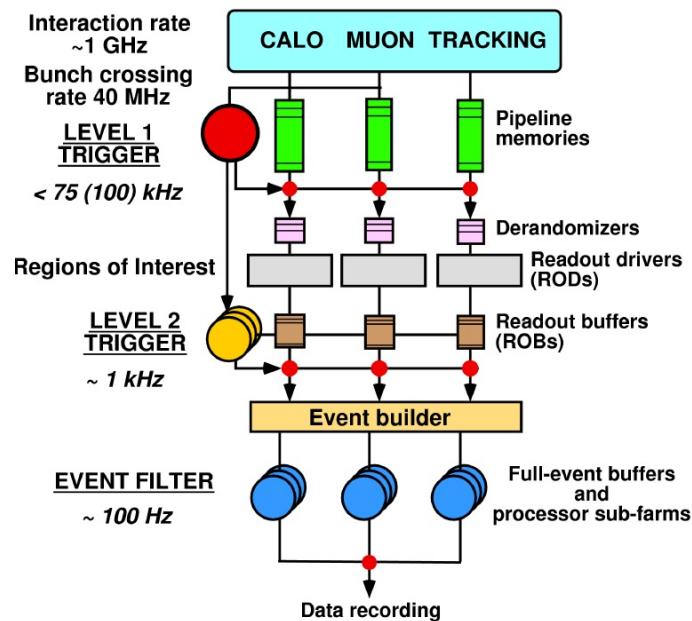 Interaction rate
~1 GHz
CALO MUON TRACKING
Bunch crossing
rate 40 MHz
LEVEL 1
TRIGGER
Pipeline
memories
< 75 (100) kHz
Derandomizers
Regions of Interest
Readout drivers
(RODs)
LEVEL 2
TRIGGER
Readout buffers
(ROBs)
~ 1 kHz
Event builder
EVENT FILTER
~ 100 Hz
Full-event buffers
and
processor sub-farms
Data recording